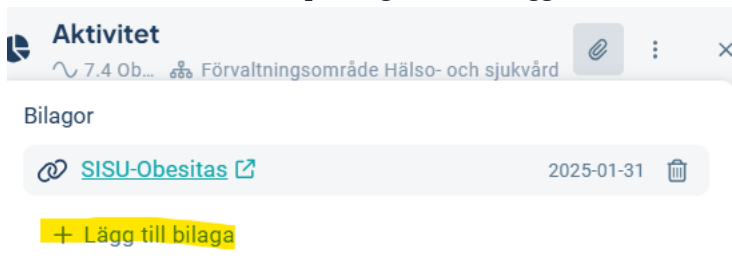 Aktivitet
7.4 Ob... Förvaltningsområde Hälso- och sjukvård
Bilagor
SISU-Obesitas 2025-01-31
+ Lägg till bilaga